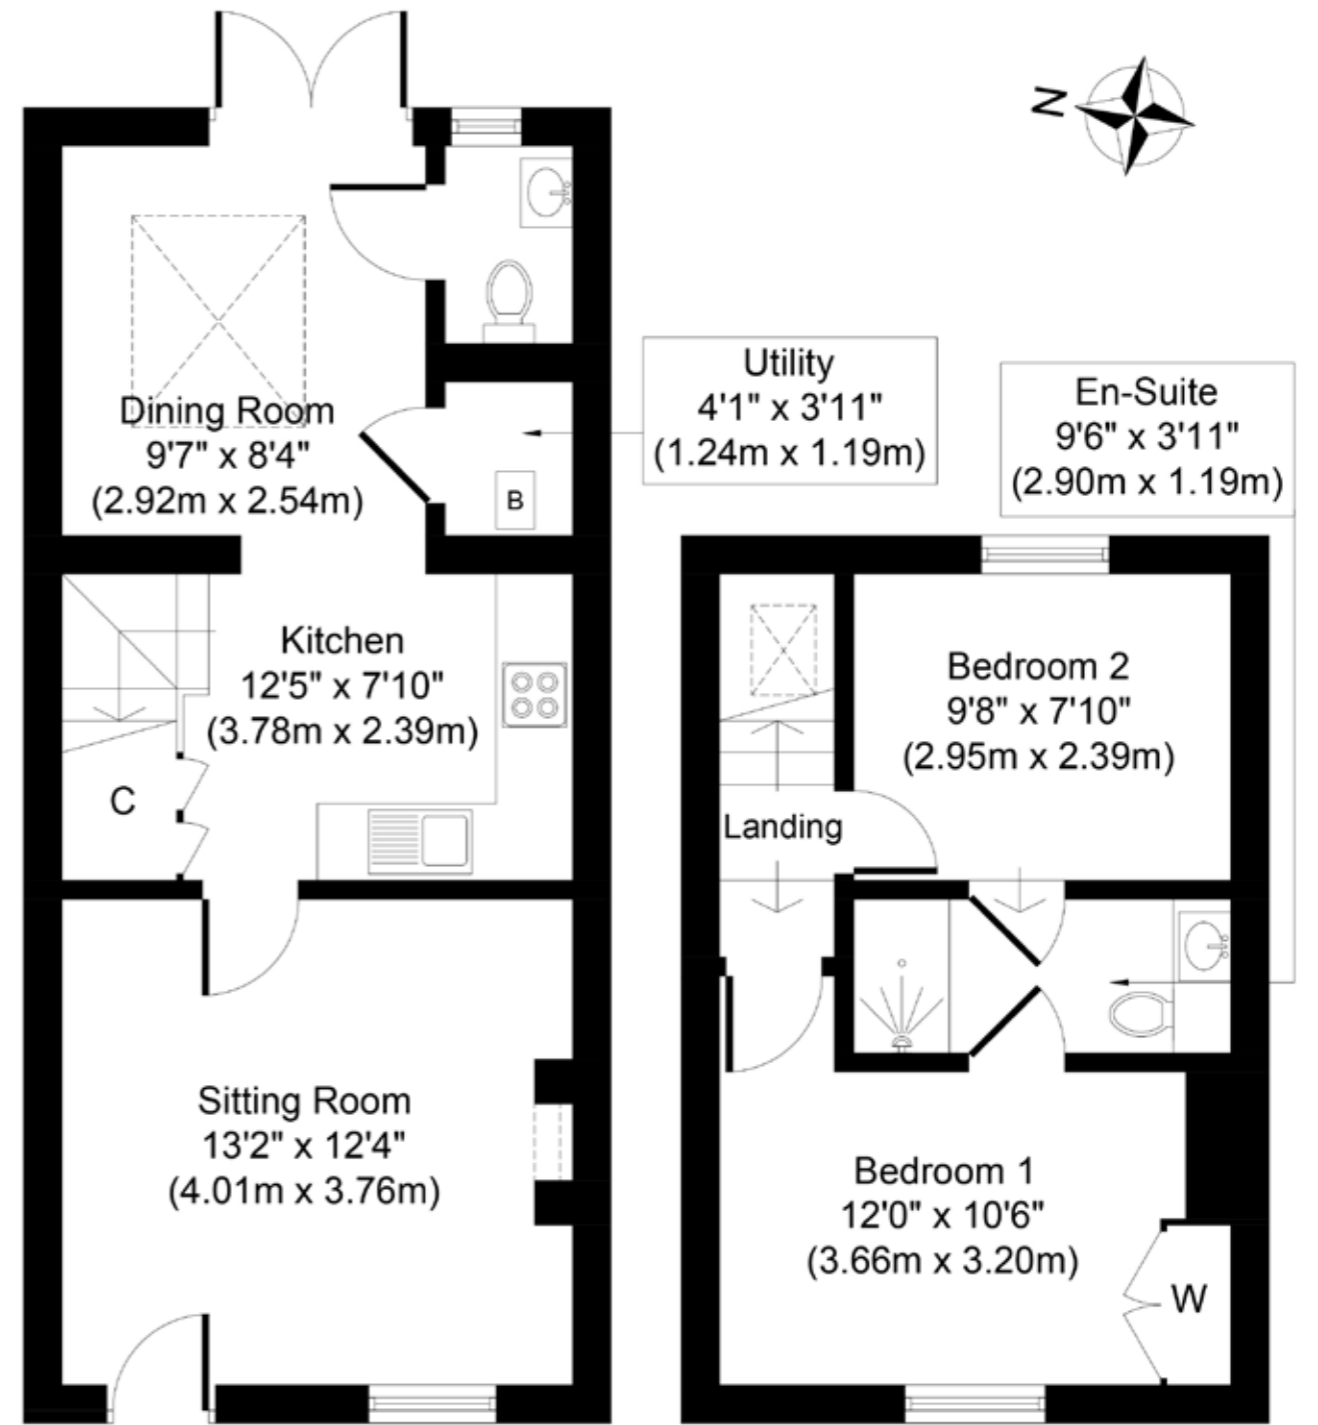 N
Utility
4'1" x 3'11"
(1.24m x 1.19m)
En-Suite
9'6" x 3'11"
(2.90m x 1.19m)
Dining Room
9'7" x 8'4"
(2.92m x 2.54m)
B
Kitchen
12'5" x 7'10"
(3.78m x 2.39m)
C
Sitting Room
13'2" x 12'4"
(4.01m x 3.76m)
Bedroom 2
9'8" x 7'10"
(2.95m x 2.39m)
Landing
Bedroom 1
12'0" x 10'6"
(3.66m x 3.20m)
W